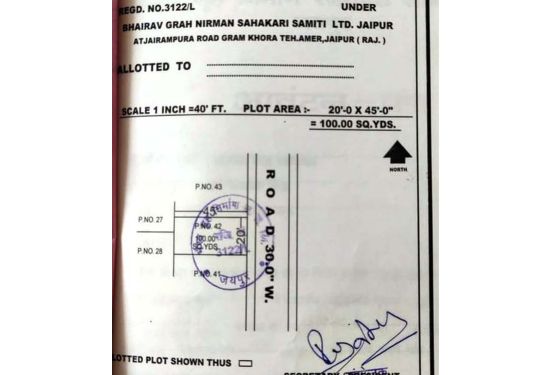 REGD. NO.3122/L UNDER
BHAIRAV GRAH NIRMAN SAHAKARI SAMITI LTD. JAIPUR
ATJAIRAMPURA ROAD GRAM KHORA TEH.AMER,JAIPUR ( RAJ. )
ALLOTTED TO
SCALE 1 INCH =40' FT. PLOT AREA :- 20'-0 X 45'-0"
= 100.00 SQ.YDS.
NORTH
P.NO. 43
ROAD 30.0" W.
45'
P.NO. 27
P.NO. 42
100.00
SQ.YDS.
20'
3122/L
P.NO. 28
P.NO. 41
जयपुर
LOTTED PLOT SHOWN THUS